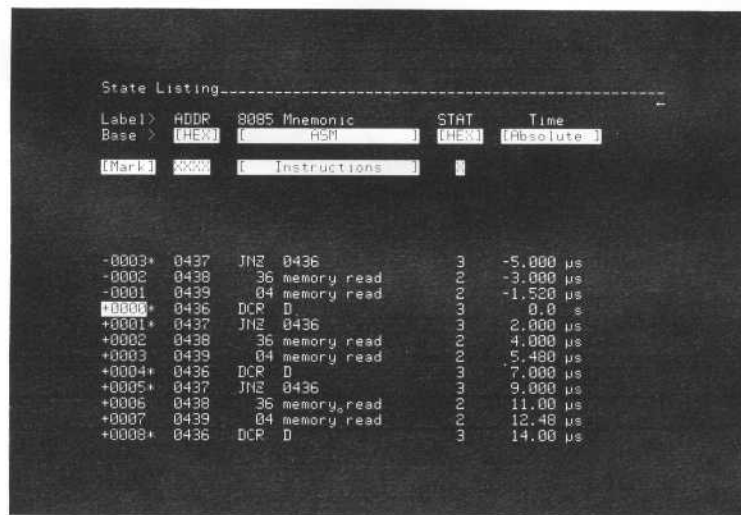 State Listing
Label> ADDR 8085 Mnemonic STAT Time
Base > [HEX] [ ASM ] [HEX] [Absolute ]
[Mark] XXXX [ Instructions ] X
-0003* 0437 JNZ 0436 3 -5.000 µs
-0002 0438 36 memory read 2 -3.000 µs
-0001 0439 04 memory read 2 -1.520 µs
+0000* 0436 DCR D 3 0.0 s
+0001* 0437 JNZ 0436 3 2.000 µs
+0002 0438 36 memory read 2 4.000 µs
+0003 0439 04 memory read 2 5.480 µs
+0004* 0436 DCR D 3 7.000 µs
+0005* 0437 JNZ 0436 3 9.000 µs
+0006 0438 36 memory read 2 11.00 µs
+0007 0439 04 memory read 2 12.48 µs
+0008* 0436 DCR D 3 14.00 µs